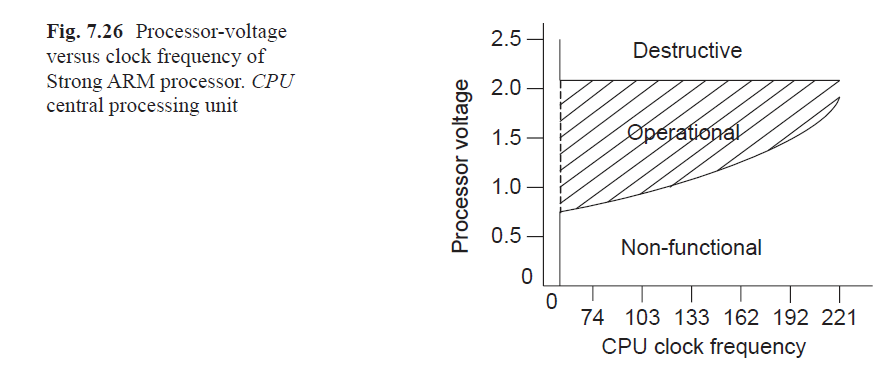 Fig. 7.26 Processor-voltage
versus clock frequency of
Strong ARM processor. CPU
central processing unit
2.5
Destructive
2.0
Operational
1.5
1.0
0.5
Non-functional
0
Processor voltage
0
74 103 133 162 192 221
CPU clock frequency